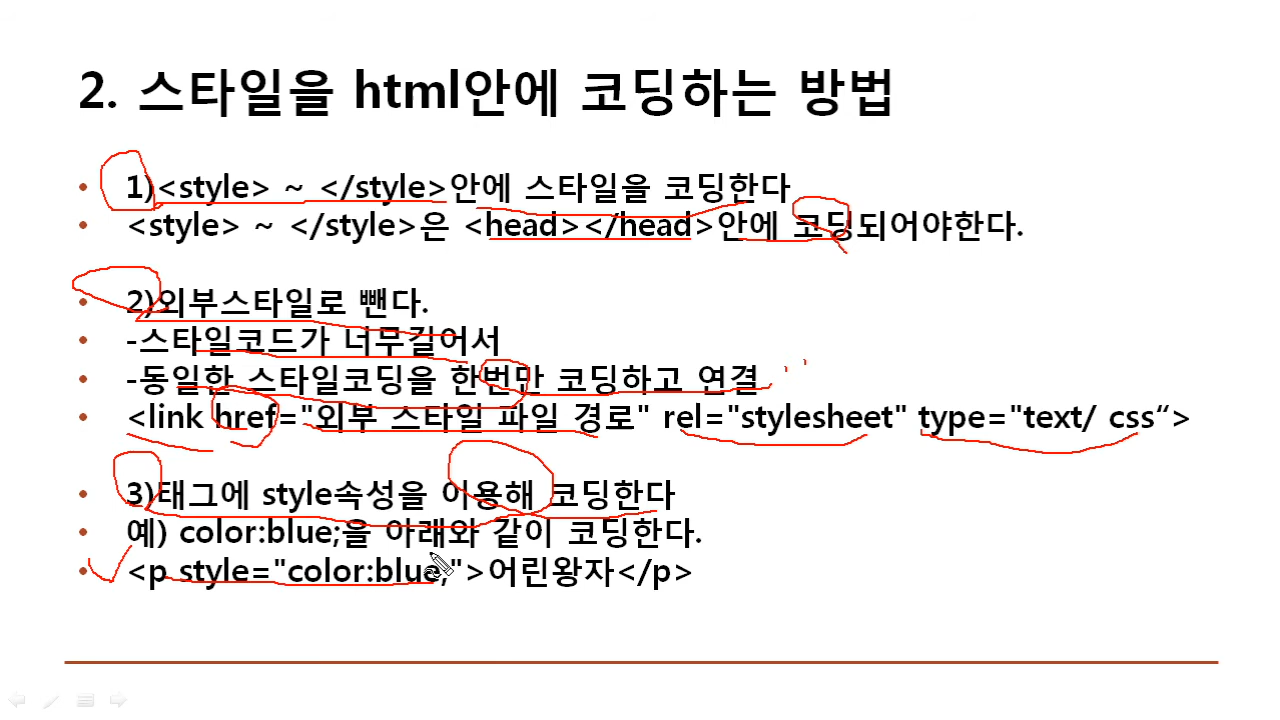 2. 스타일을 html안에 코딩하는 방법
• 1)<style> ~ </style>안에 스타일을 코딩한다
• <style> ~ </style>은 <head></head>안에 코딩되어야한다.
• 2)외부스타일로 뺀다.
• -스타일코드가 너무길어서
• -동일한 스타일코딩을 한번만 코딩하고 연결
• <link href="외부 스타일 파일 경로" rel="stylesheet" type="text/ css“>
• 3)태그에 style속성을 이용해 코딩한다
• 예) color:blue;을 아래와 같이 코딩한다.
• <p style="color:blue;">어린왕자</p>